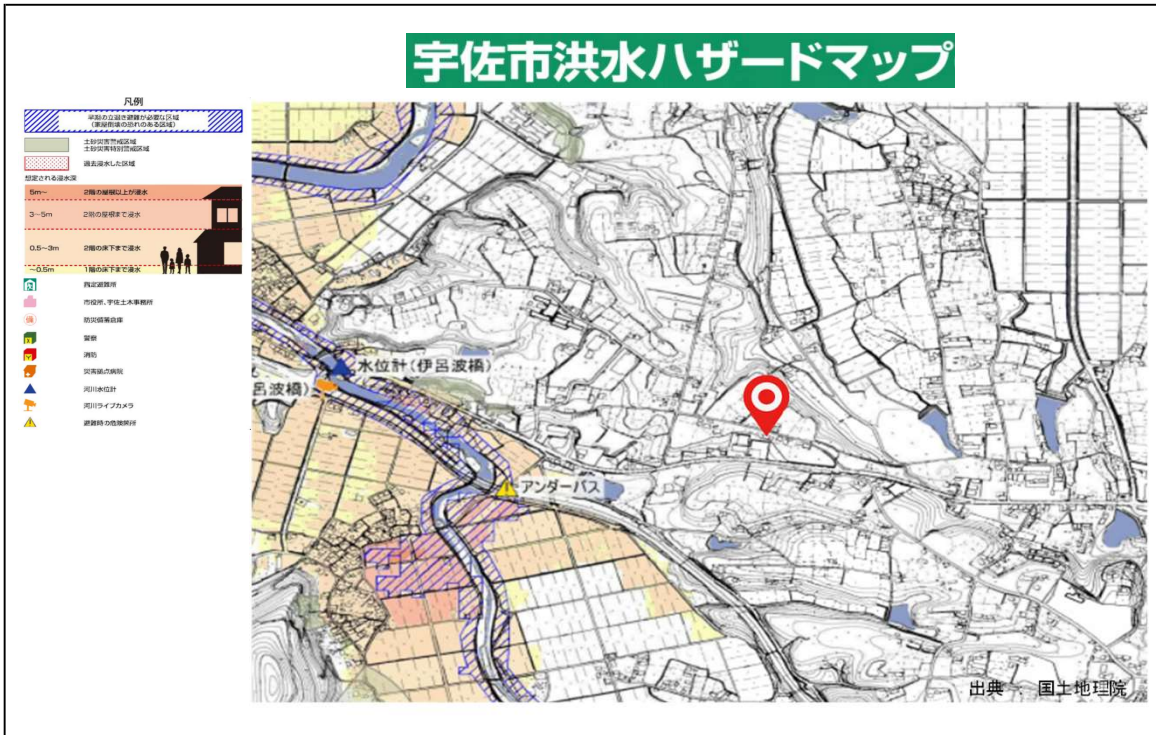 宇佐市洪水ハザードマップ
凡例
早期の立退き避難が必要な区域
(家屋倒壊の恐れのある区域)
土砂災害警戒区域
土砂災害特別警戒区域
過去浸水した区域
想定される浸水深
5m~ 2階の屋根以上が浸水
3~5m 2階の屋根まで浸水
0.5~3m 2階の床下まで浸水
~0.5m 1階の床下まで浸水
指定避難所
市役所、宇佐土木事務所
防災備蓄倉庫
警察
消防
災害拠点病院
河川水位計
河川ライブカメラ
避難時の危険箇所
水位計(伊呂波橋)
呂波橋)
アンダーパス
出典 : 国土地理院